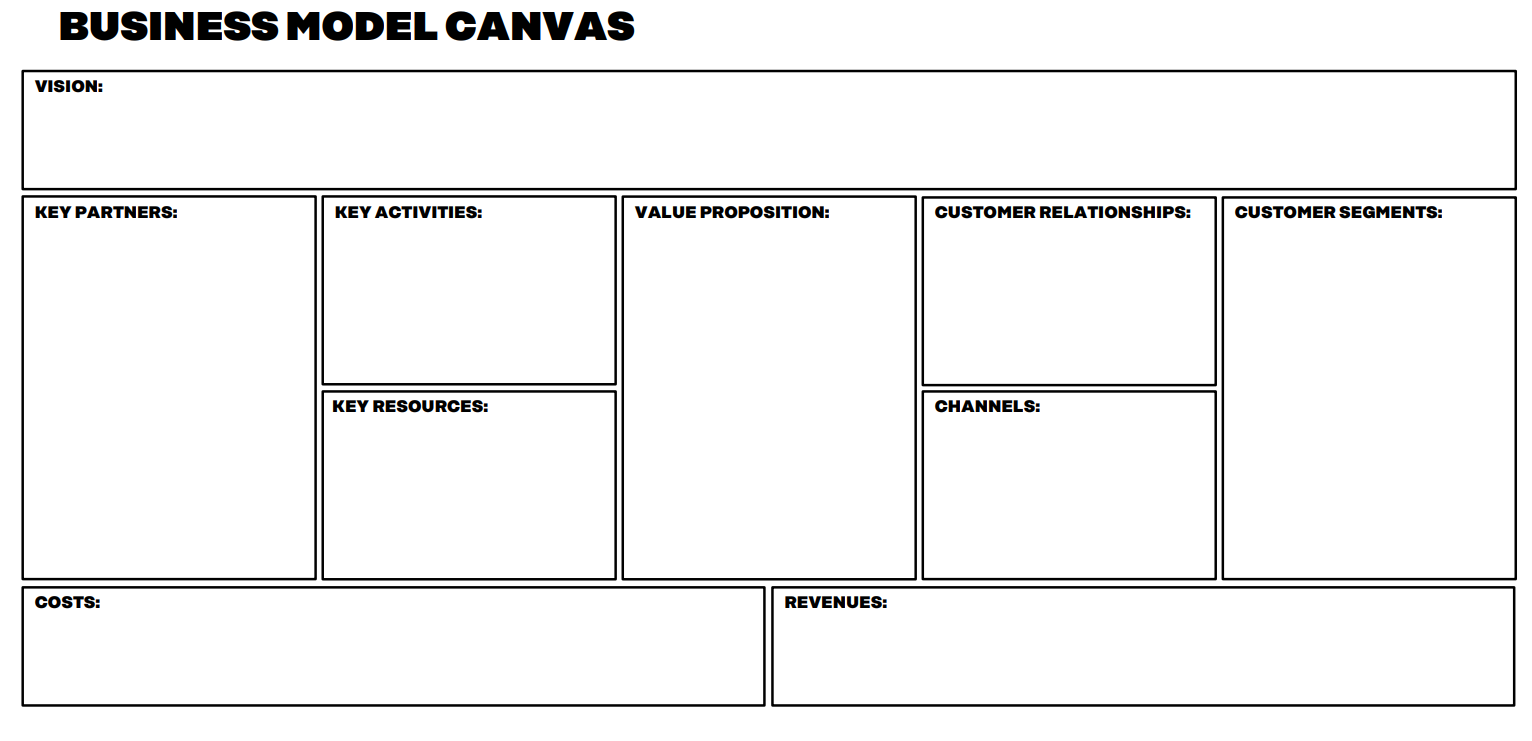 BUSINESS MODEL CANVAS
VISION:
KEY PARTNERS:
KEY ACTIVITIES:
VALUE PROPOSITION:
CUSTOMER RELATIONSHIPS:
CUSTOMER SEGMENTS:
KEY RESOURCES:
CHANNELS:
COSTS:
REVENUES: